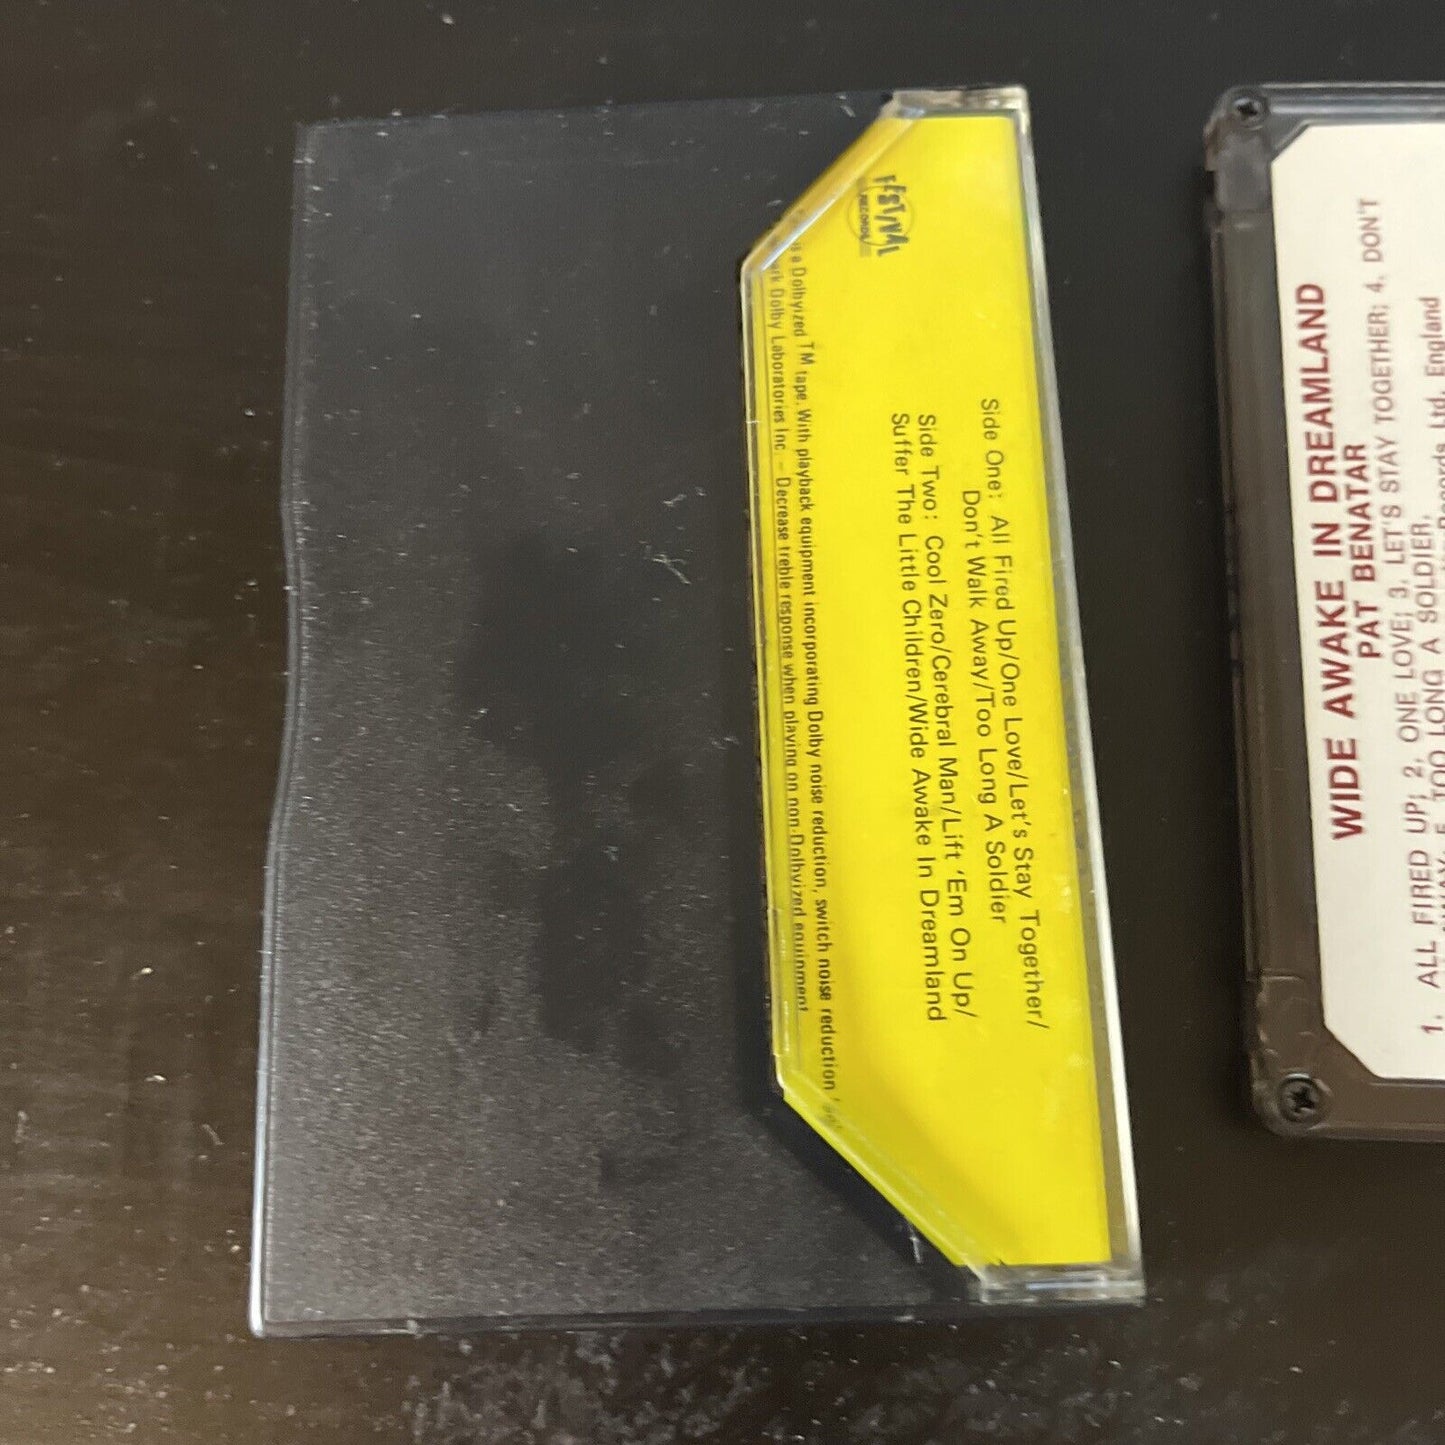 FESTIVAL
RECORDS
Side One: All Fired Up/One Love/Let's Stay Together/
Don't Walk Away/Too Long A Soldier
Side Two: Cool Zero/Cerebral Man/Lift 'Em On Up/
Suffer The Little Children/Wide Awake In Dreamland
is a Dolbyized TM tape. With playback equipment incorporating Dolby noise reduction, switch noise reduction
Dolby Laboratories Inc. – Decrease treble response when playing on non-Dolbyized equipment
WIDE AWAKE IN DREAMLAND
PAT BENATAR
1. ALL FIRED UP; 2. ONE LOVE; 3. LET'S STAY TOGETHER; 4. DON'T
5. TOO LONG A SOLDIER.
Records Ltd. England